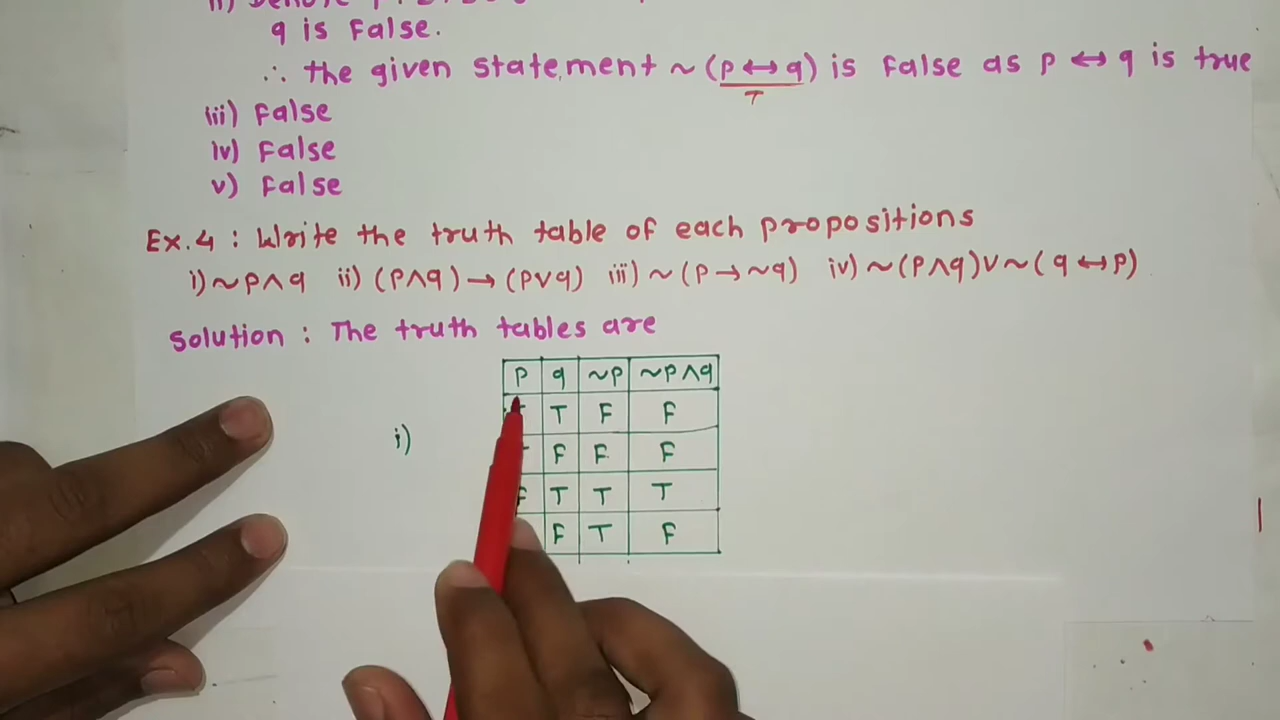 q is False.
∴ the given statement ~ (p ↔ q) is False as p ↔ q is true
T
iii) False
iv) False
v) False
Ex.4 : Write the truth table of each propositions
i) ~p∧q ii) (p∧q) → (p∨q) iii) ~ (p → ~q) iv) ~(p∧q)∨~(q ↔ p)
Solution : The truth tables are
p q ~p ~p∧q
T F F
i)
F F F
F T T T
F T F